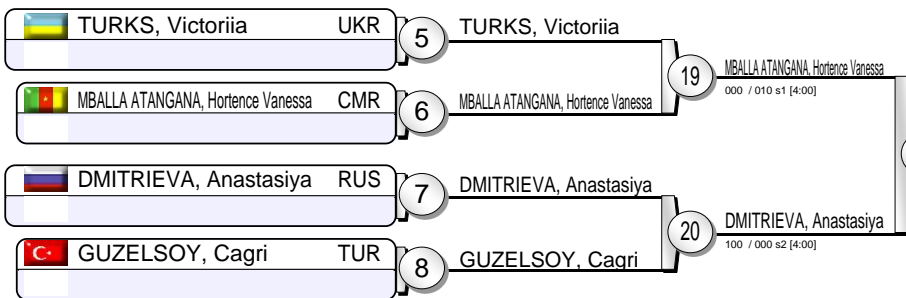 TURKS, Victoriia UKR 5 TURKS, Victoriia
19 MBALLA ATANGANA, Hortence Vanessa
000 / 010 s1 [4:00]
MBALLA ATANGANA, Hortence Vanessa CMR 6 MBALLA ATANGANA, Hortence Vanessa
DMITRIEVA, Anastasiya RUS 7 DMITRIEVA, Anastasiya
20 DMITRIEVA, Anastasiya
100 / 000 s2 [4:00]
GUZELSOY, Cagri TUR 8 GUZELSOY, Cagri